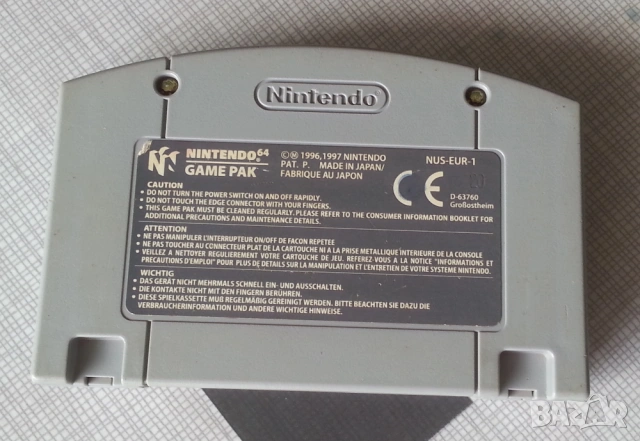 Nintendo
NINTENDO 64
GAME PAK
©Ⓜ 1996,1997 NINTENDO
PAT. P. MADE IN JAPAN/
FABRIQUE AU JAPON
NUS-EUR-1
CE
D-63760
Großostheim
CAUTION
• DO NOT TURN THE POWER SWITCH ON AND OFF RAPIDLY.
• DO NOT TOUCH THE EDGE CONNECTOR WITH YOUR FINGERS.
• THIS GAME PAK MUST BE CLEANED REGULARLY. PLEASE REFER TO THE CONSUMER INFORMATION BOOKLET FOR
ADDITIONAL PRECAUTIONS AND MAINTENANCE DETAILS.
ATTENTION
• NE PAS MANIPULER L'INTERRUPTEUR ON/OFF DE FACON REPETEE
• NE PAS TOUCHER AU CONNECTEUR PLAT DE LA CARTOUCHE NI A LA PRISE METALLIQUE INTERIEURE DE LA CONSOLE
• VEILLEZ A NETTOYER REGULIEREMENT VOTRE CARTOUCHE DE JEU. REFEREZ-VOUS A LA NOTICE "INFORMATIONS ET
PRECAUTIONS D'EMPLOI" POUR PLUS DE DETAILS SUR LA MANIPULATION ET L'ENTRETIEN DE VOTRE SYSTEME NINTENDO.
WICHTIG
• DAS GERÄT NICHT MEHRMALS SCHNELL EIN- UND AUSSCHALTEN.
• DIE KONTAKTE NICHT MIT DEN FINGERN BERÜHREN.
• DIESE SPIELKASSETTE MUß REGELMÄßIG GEREINIGT WERDEN. BITTE BEACHTEN SIE DAZU DIE
VERBRAUCHERINFORMATION UND ANDERE WICHTIGE HINWEISE.
BAZAR
bg